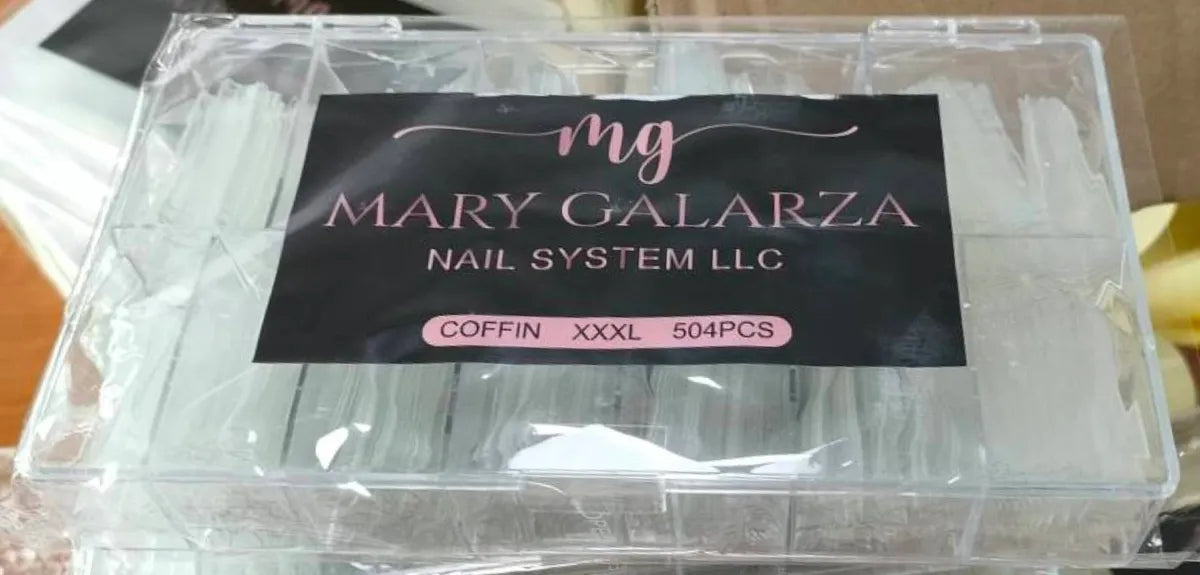 mg
MARY GALARZA
NAIL SYSTEM LLC
COFFIN XXXL 504PCS